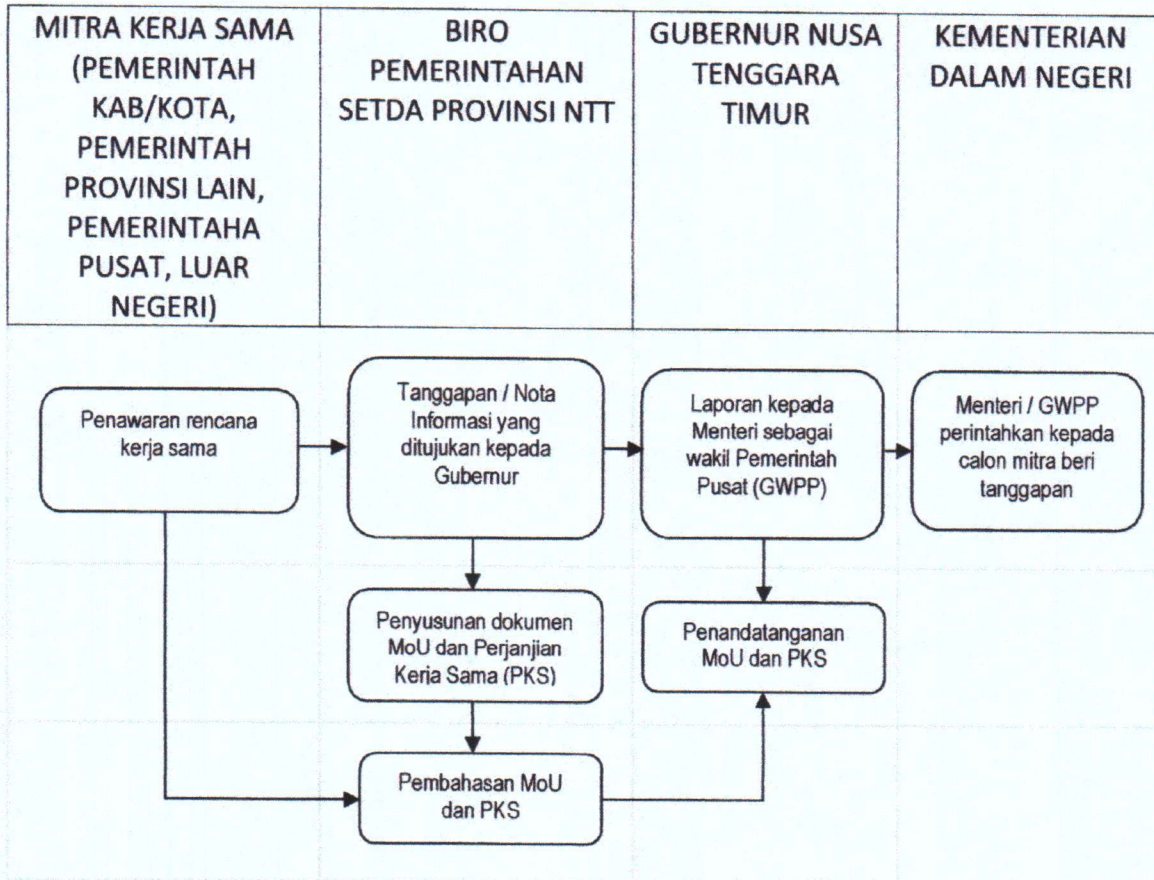 MITRA KERJA SAMA
(PEMERINTAH
KAB/KOTA,
PEMERINTAH
PROVINSI LAIN,
PEMERINTAHA
PUSAT, LUAR
NEGERI)
BIRO
PEMERINTAHAN
SETDA PROVINSI NTT
GUBERNUR NUSA
TENGGARA
TIMUR
KEMENTERIAN
DALAM NEGERI
Penawaran rencana
kerja sama
Tanggapan / Nota
Informasi yang
ditujukan kepada
Gubernur
Laporan kepada
Menteri sebagai
wakil Pemerintah
Pusat (GWPP)
Menteri / GWPP
perintahkan kepada
calon mitra beri
tanggapan
Penyusunan dokumen
MoU dan Perjanjian
Kerja Sama (PKS)
Penandatanganan
MoU dan PKS
Pembahasan MoU
dan PKS